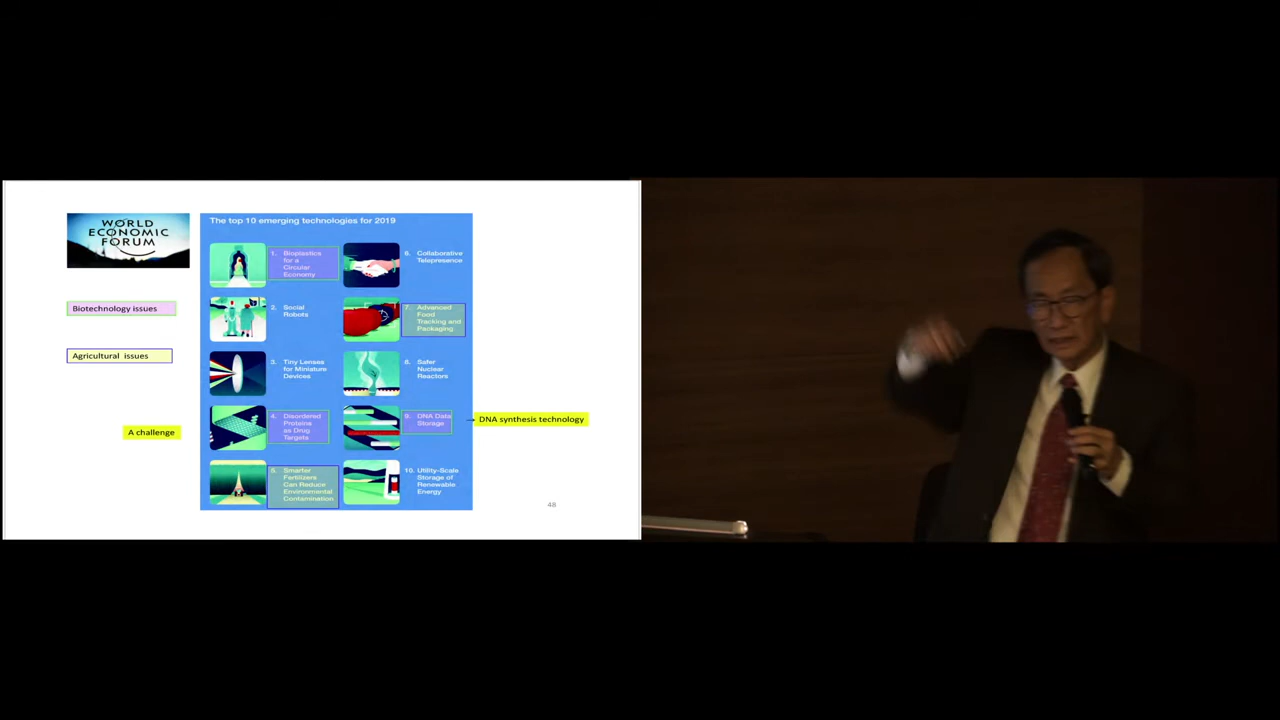 WORLD
ECONOMIC
FORUM
The top 10 emerging technologies for 2019
Biotechnology issues
Agricultural issues
A challenge
1. Bioplastics
for a
Circular
Economy
2. Social
Robots
3. Tiny Lenses
for Miniature
Devices
4. Disordered
Proteins
as Drug
Targets
5. Smarter
Fertilizers
Can Reduce
Environmental
Contamination
6. Collaborative
Telepresence
7. Advanced
Food
Tracking and
Packaging
8. Safer
Nuclear
Reactors
9. DNA Data
Storage
10. Utility-Scale
Storage of
Renewable
Energy
DNA synthesis technology
48